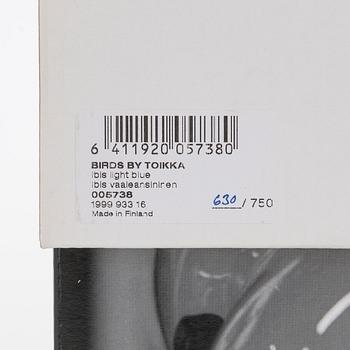 6 411920 057380
BIRDS BY TOIKKA
ibis light blue
ibis vaaleansininen
005738
1999 933 16
Made in Finland
630 / 750